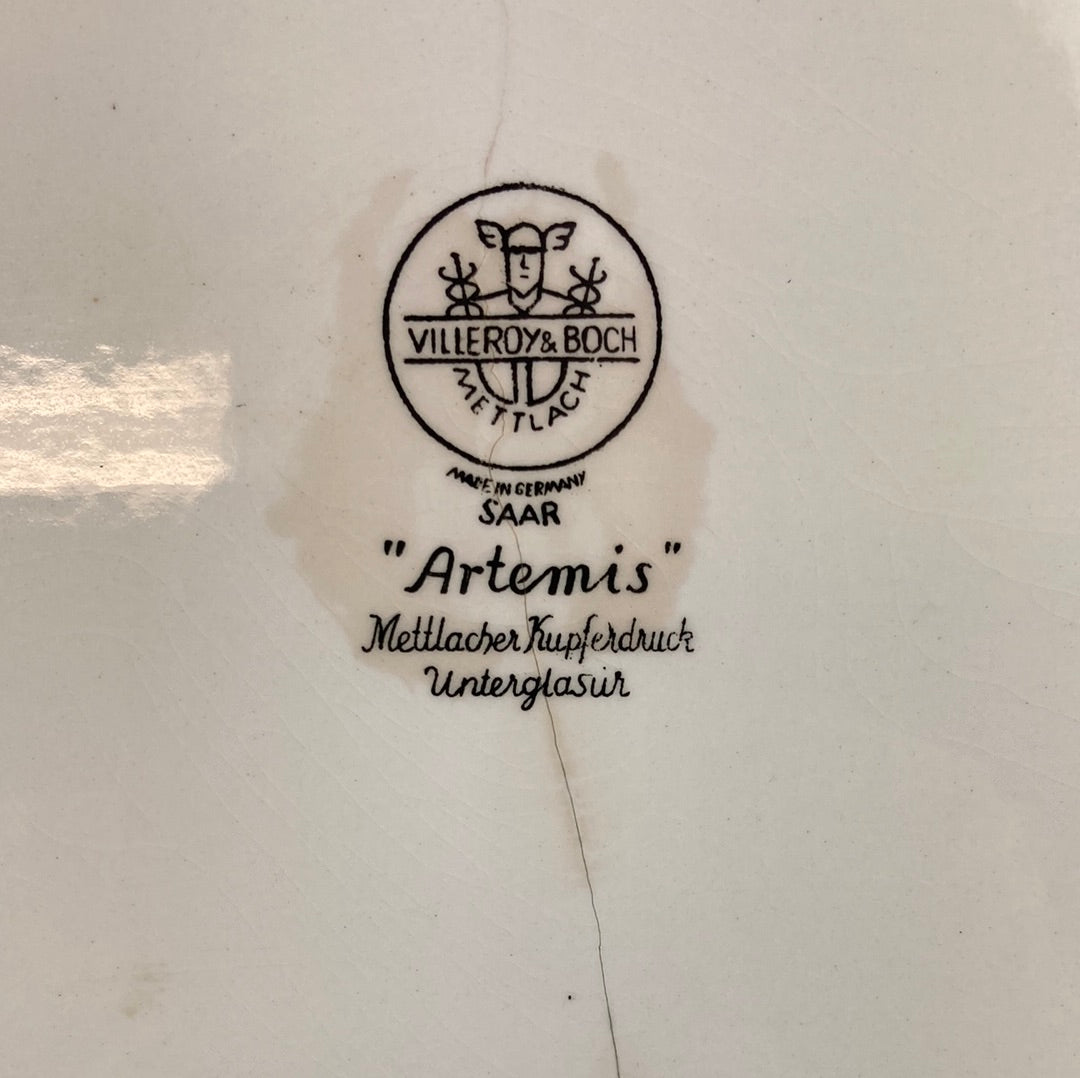 VILLEROY & BOCH
METTLACH
MADE IN GERMANY
SAAR
"Artemis"
Mettlacher Kupferdruck
Unterglasur